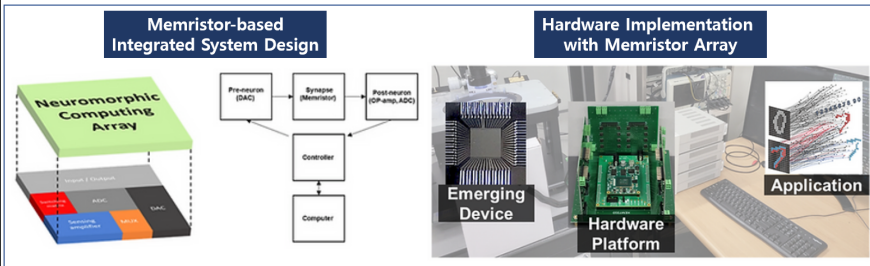 Memristor-based
Integrated System Design
Hardware Implementation
with Memristor Array
Neuromorphic
Computing
Array
Input / Output
ADC
DAC
Sensing
amplifier
MUX
Pre-neuron
(DAC)
Synapse
(Memristor)
Post-neuron
(OP-amp, ADC)
Controller
Computer
Emerging
Device
Hardware
Platform
Application